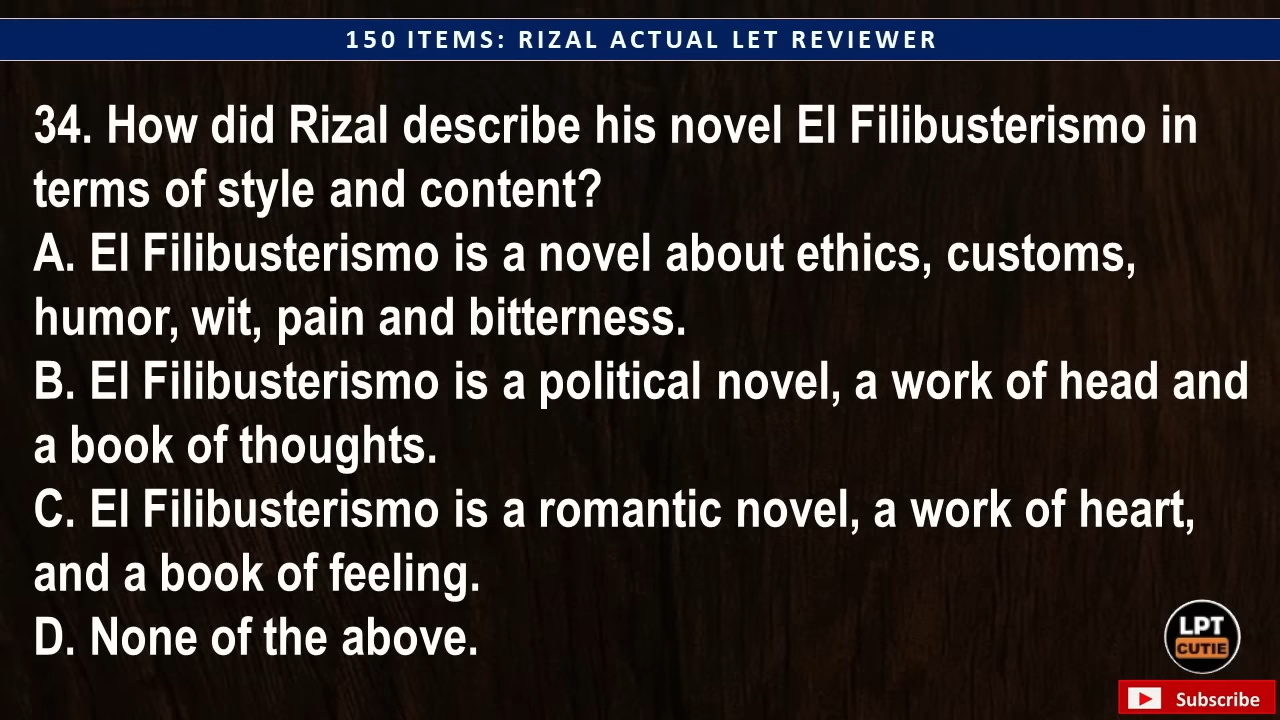 150 ITEMS: RIZAL ACTUAL LET REVIEWER
34. How did Rizal describe his novel El Filibusterismo in
terms of style and content?
A. El Filibusterismo is a novel about ethics, customs,
humor, wit, pain and bitterness.
B. El Filibusterismo is a political novel, a work of head and
a book of thoughts.
C. El Filibusterismo is a romantic novel, a work of heart,
and a book of feeling.
D. None of the above.
LPT
CUTIE
Subscribe